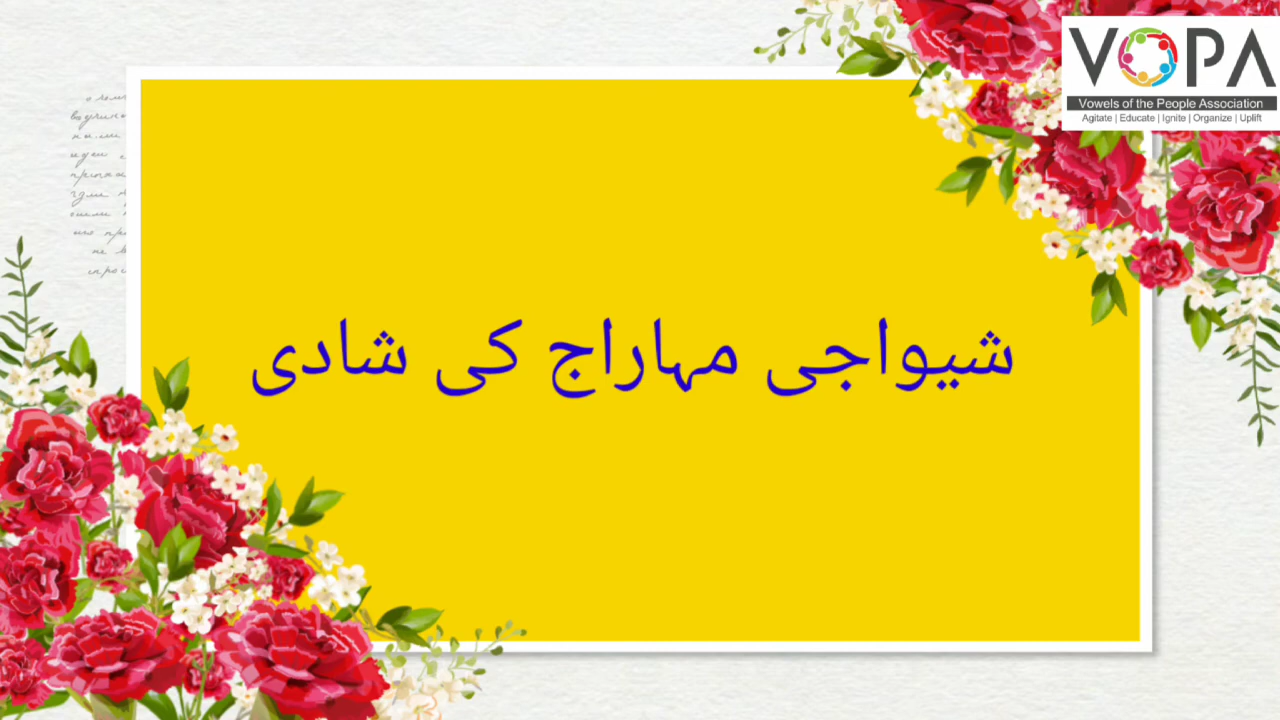 VOPA
Vowels of the People Association
Agitate | Educate | Ignite | Organize | Uplift
شیواجی مہاراج کی شادی